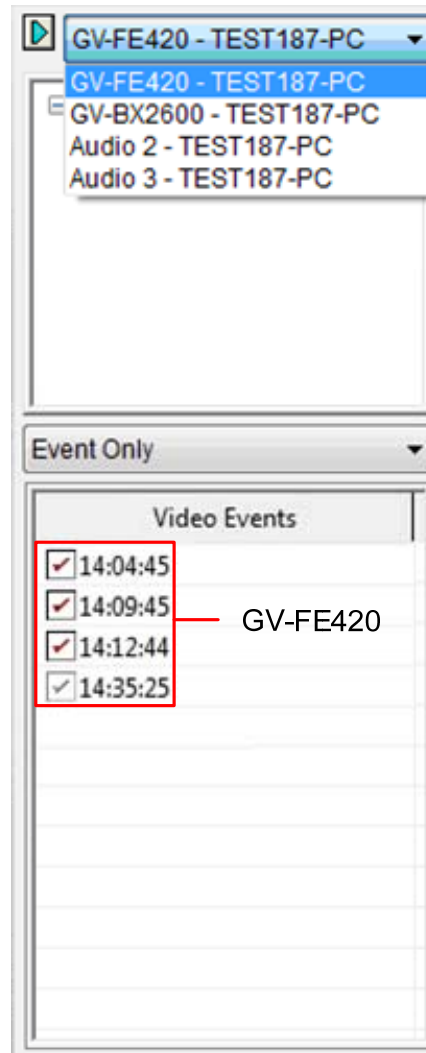 GV-FE420 - TEST187-PC
GV-FE420 - TEST187-PC
GV-BX2600 - TEST187-PC
Audio 2 - TEST187-PC
Audio 3 - TEST187-PC
Event Only
Video Events
14:04:45
14:09:45
GV-FE420
14:12:44
14:35:25